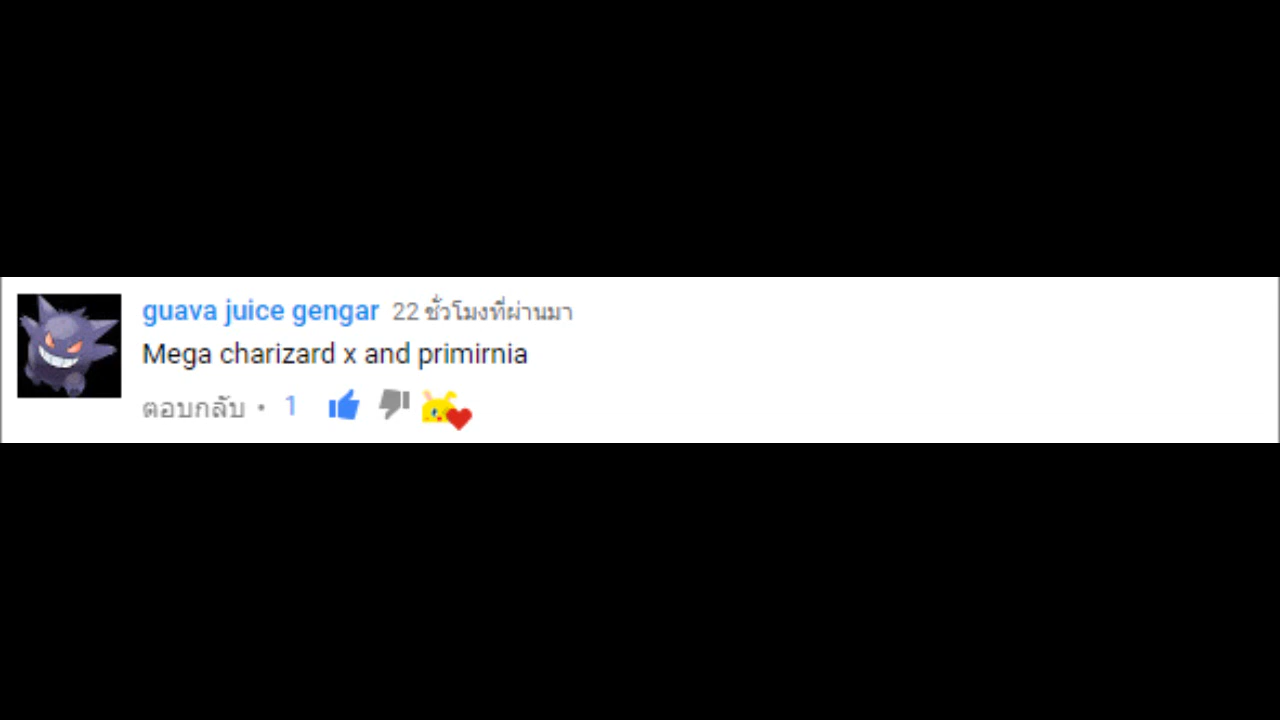 guava juice gengar 22 ชั่วโมงที่ผ่านมา
Mega charizard x and primirnia
ตอบกลับ • 1